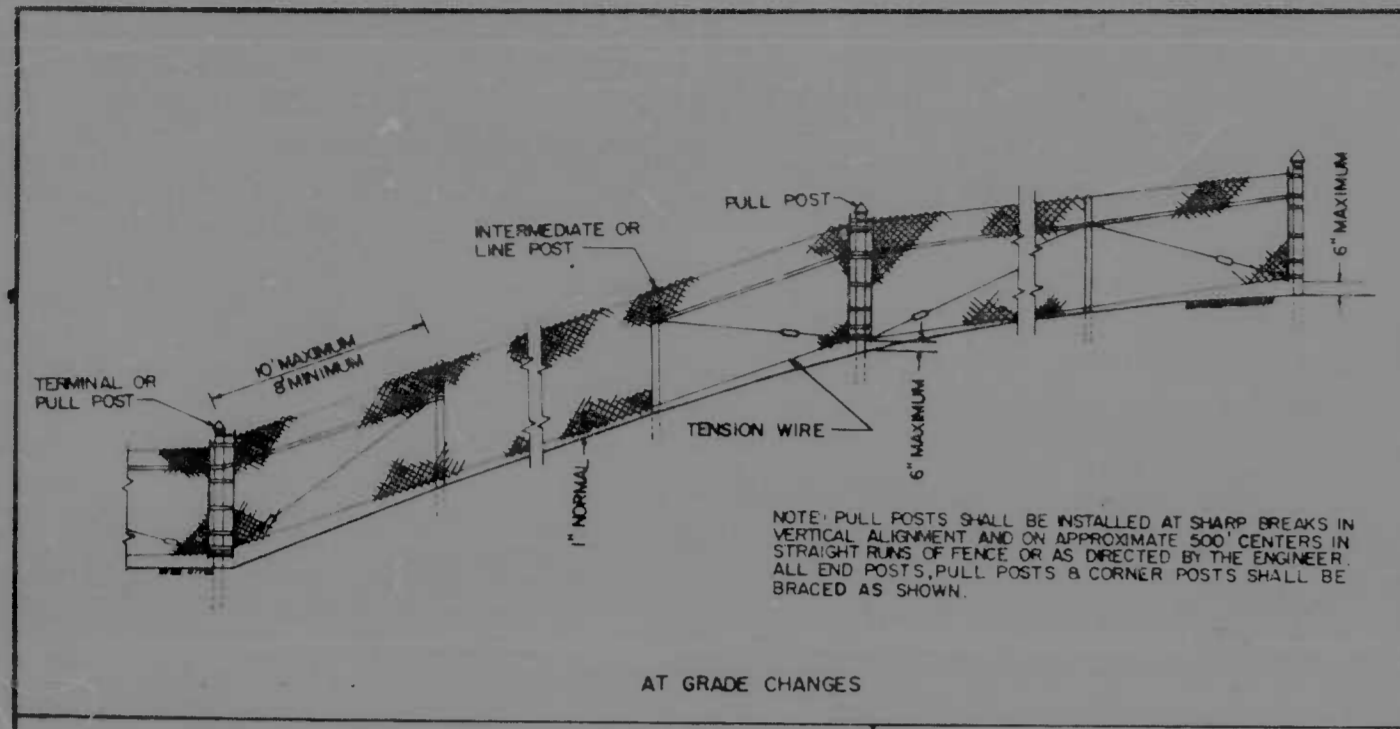 PULL POST
6" MAXIMUM
INTERMEDIATE OR
LINE POST
10' MAXIMUM
8' MINIMUM
TERMINAL OR
PULL POST
TENSION WIRE
6" MAXIMUM
1" NORMAL
NOTE: PULL POSTS SHALL BE INSTALLED AT SHARP BREAKS IN
VERTICAL ALIGNMENT AND ON APPROXIMATE 500' CENTERS IN
STRAIGHT RUNS OF FENCE OR AS DIRECTED BY THE ENGINEER.
ALL END POSTS, PULL POSTS & CORNER POSTS SHALL BE
BRACED AS SHOWN.
AT GRADE CHANGES